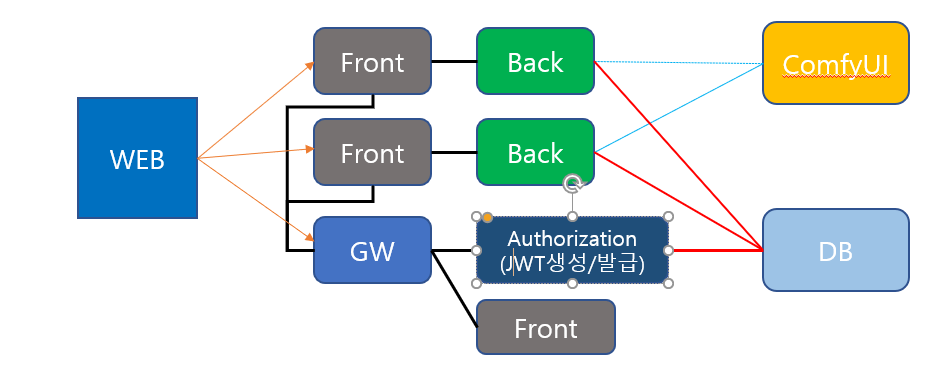 Front
Back
ComfyUI
WEB
Front
Back
GW
Authorization
(JWT생성/발급)
DB
Front